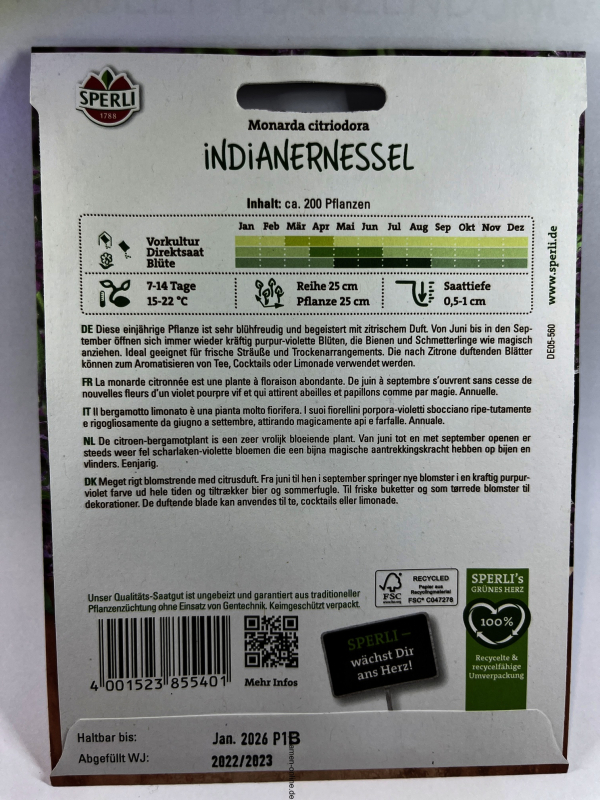 SPERLI
1788
Monarda citriodora
INDIANERNESSEL
Inhalt: ca. 200 Pflanzen
Jan Feb Mär Apr Mai Jun Jul Aug Sep Okt Nov Dez
Vorkultur
Direktsaat
Blüte
7-14 Tage
15-22 °C
Reihe 25 cm
Pflanze 25 cm
Saattiefe
0,5-1 cm
www.sperli.de
DE05-560
DE Diese einjährige Pflanze ist sehr blühfreudig und begeistert mit zitrischem Duft. Von Juni bis in den Sep-
tember öffnen sich immer wieder kräftig purpur-violette Blüten, die Bienen und Schmetterlinge wie magisch
anziehen. Ideal geeignet für frische Sträuße und Trockenarrangements. Die nach Zitrone duftenden Blätter
können zum Aromatisieren von Tee, Cocktails oder Limonade verwendet werden.
FR La monarde citronnée est une plante à floraison abondante. De juin à septembre s'ouvrent sans cesse de
nouvelles fleurs d'un violet pourpre vif et qui attirent abeilles et papillons comme par magie. Annuelle.
IT Il bergamotto limonato è una pianta molto fiorifera. I suoi fiorellini porpora-violetti sbocciano ripe-tutamente
e rigogliosamente da giugno a settembre, attirando magicamente api e farfalle. Annuale.
NL De citroen-bergamotplant is een zeer vrolijk bloeiende plant. Van juni tot en met september openen er
steeds weer fel scharlaken-violette bloemen die een bijna magische aantrekkingskracht hebben op bijen en
vlinders. Eenjarig.
DK Meget rigt blomstrende med citrusduft. Fra juni til hen i september springer nye blomster i en kraftig purpur-
violet farve ud hele tiden og tiltrækker bier og sommerfugle. Til friske buketter og som tørrede blomster til
dekorationer. De duftende blade kan anvendes til te, cocktails eller limonade.
Unser Qualitäts-Saatgut ist ungebeizt und garantiert aus traditioneller
Pflanzenzüchtung ohne Einsatz von Gentechnik. Keimgeschützt verpackt.
FSC
www.fsc.org
RECYCLED
Papier aus
Recyclingmaterial
FSC® C047278
SPERLI's
GRÜNES HERZ
100%
Recycelte &
recycelfähige
Umverpackung
4 001523 855401
Mehr Infos
SPERLI –
wächst Dir
ans Herz!
Haltbar bis: Jan. 2026 P1B
Abgefüllt WJ: 2022/2023